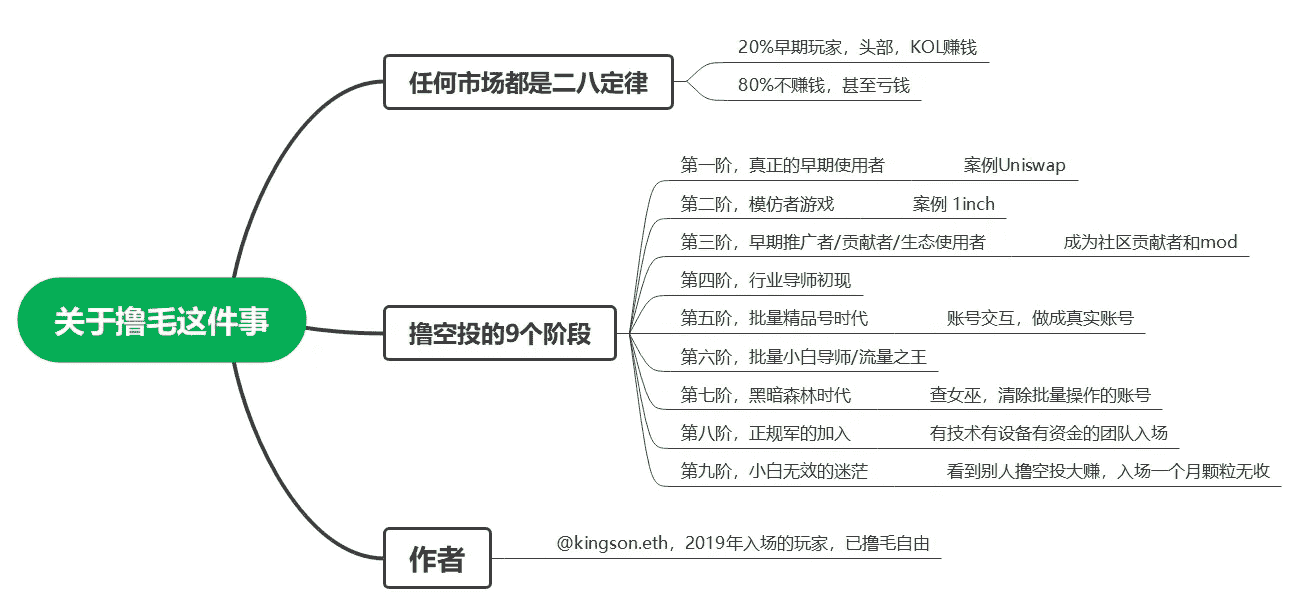 关于撸毛这件事
任何市场都是二八定律
20%早期玩家，头部，KOL赚钱
80%不赚钱，甚至亏钱
撸空投的9个阶段
第一阶，真正的早期使用者 案例Uniswap
第二阶，模仿者游戏 案例 1inch
第三阶，早期推广者/贡献者/生态使用者 成为社区贡献者和mod
第四阶，行业导师初现
第五阶，批量精品号时代 账号交互，做成真实账号
第六阶，批量小白导师/流量之王
第七阶，黑暗森林时代 查女巫，清除批量操作的账号
第八阶，正规军的加入 有技术有设备有资金的团队入场
第九阶，小白无效的迷茫 看到别人撸空投大赚，入场一个月颗粒无收
作者
@kingson.eth，2019年入场的玩家，已撸毛自由